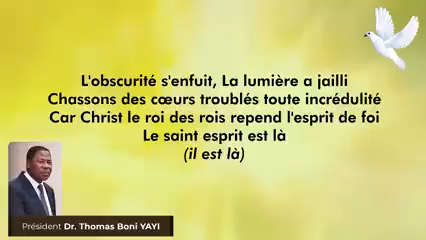 L'obscurité s'enfuit, La lumière a jailli
Chassons des cœurs troublés toute incrédulité
Car Christ le roi des rois repend l'esprit de foi
Le saint esprit est là
(il est là)
Président Dr. Thomas Boni YAYI